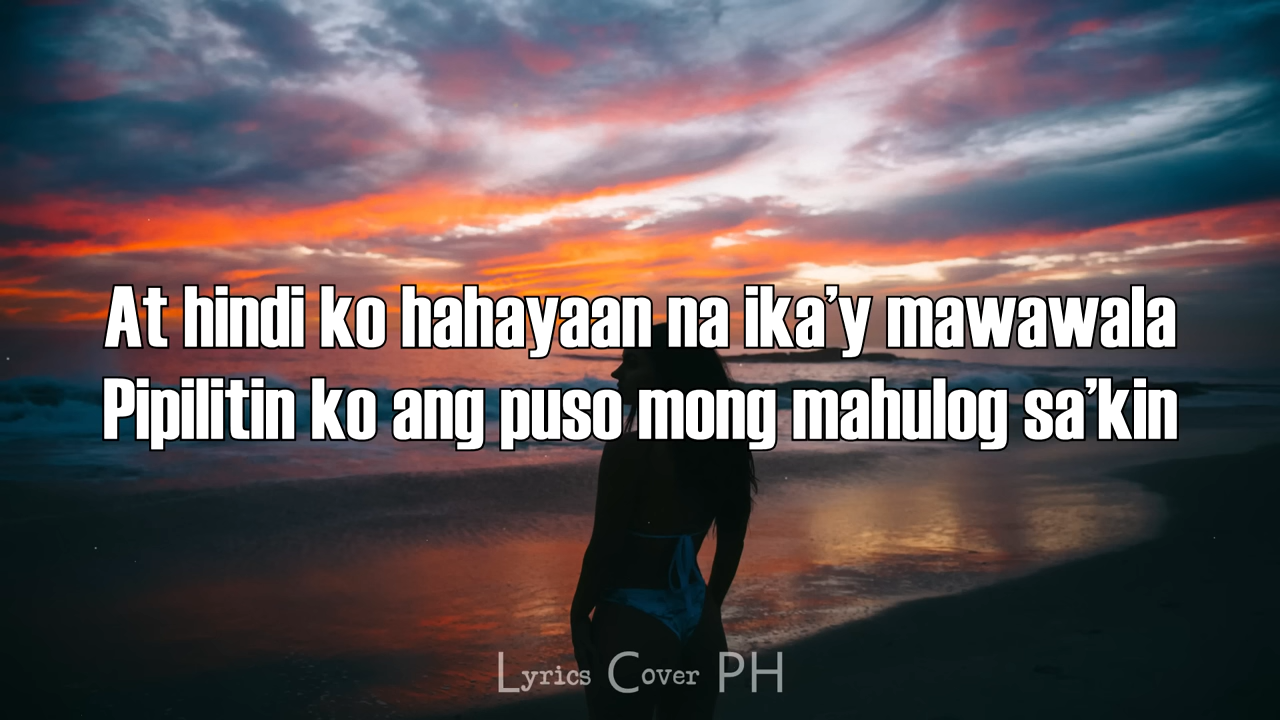 At hindi ko hahayaan na ika'y mawawala
Pipilitin ko ang puso mong mahulog sa'kin
Lyrics Cover PH